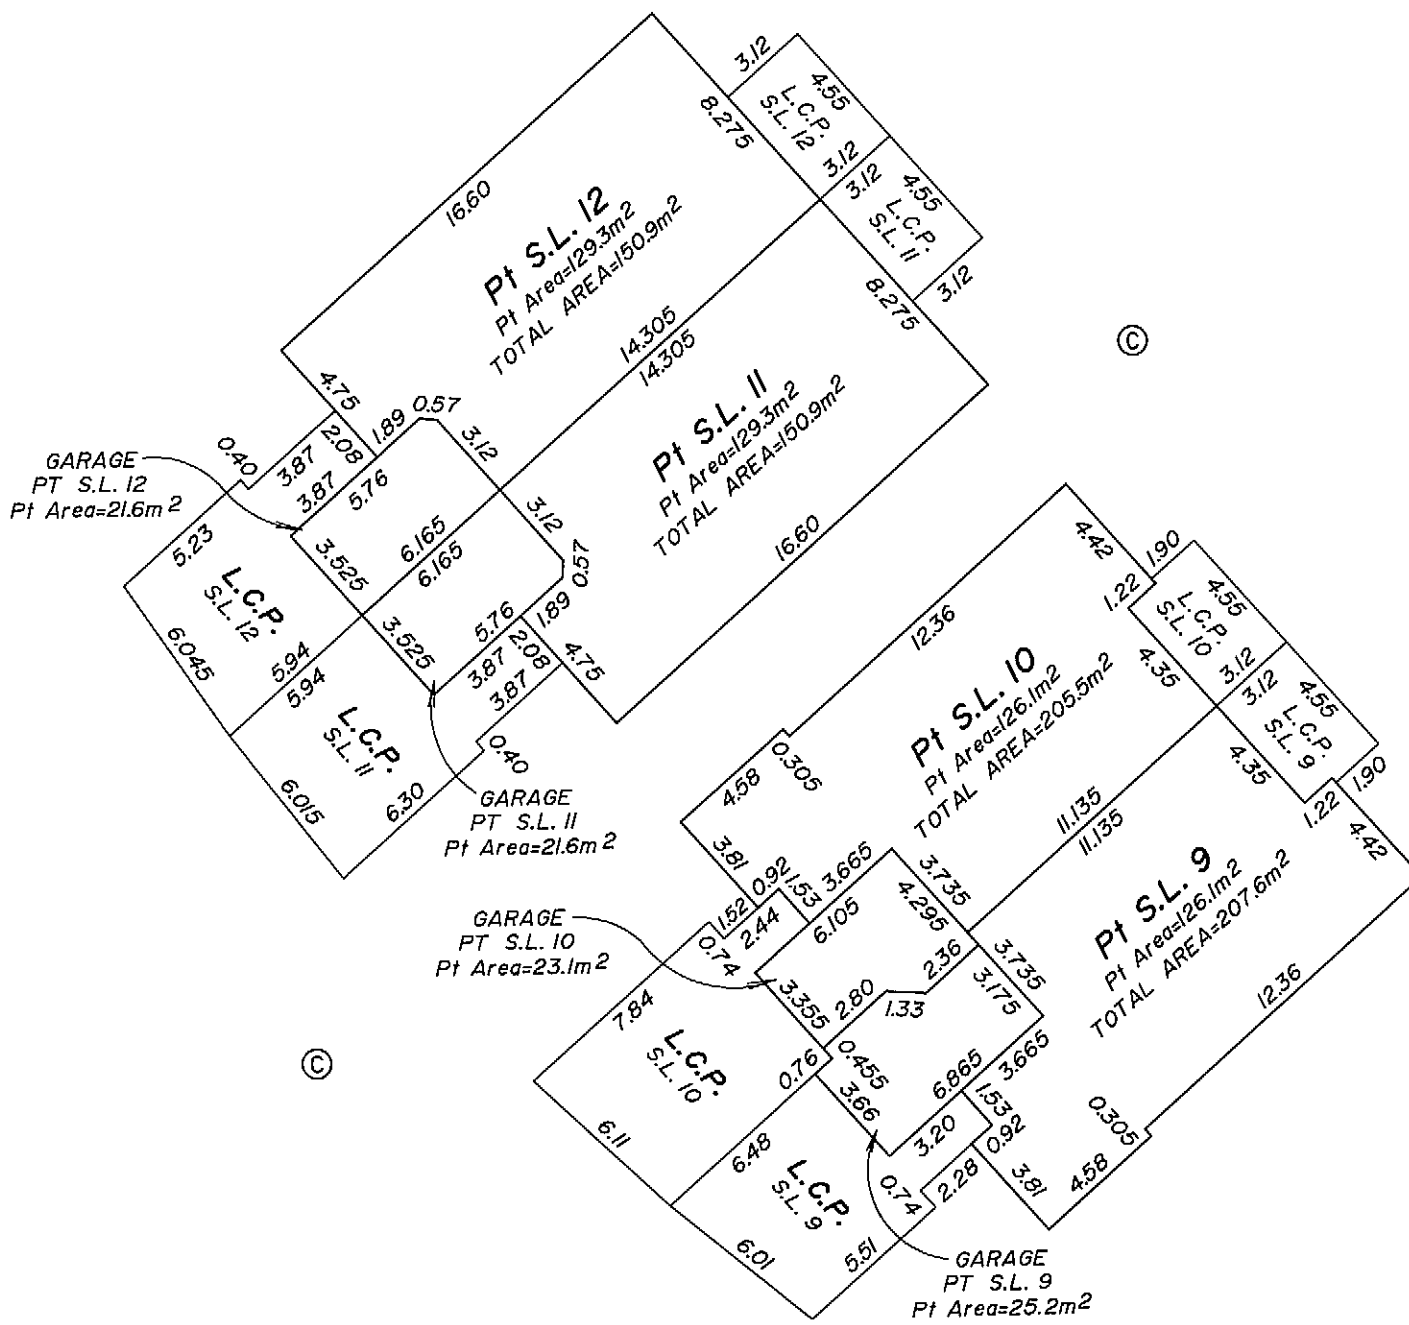 3.12
4.55
L.C.P.
S.L. 12
3.12
8.275
16.60
Pt S.L. 12
Pt Area=129.3m2
TOTAL AREA=150.9m2
3.12
4.55
L.C.P.
S.L. 11
3.12
8.275
14.305
14.305
Pt S.L. 11
Pt Area=129.3m2
TOTAL AREA=150.9m2
16.60
C
4.75
0.57
1.89
2.08
3.12
0.40
3.87
3.87
5.76
GARAGE
PT S.L. 12
Pt Area=21.6m2
5.23
3.525
6.165
6.165
3.12
0.57
L.C.P.
S.L. 12
6.045
5.94
5.94
3.525
5.76
1.89
2.08
4.75
3.87
3.87
L.C.P.
S.L. 11
0.40
6.015
6.30
GARAGE
PT S.L. 11
Pt Area=21.6m2
4.42
1.90
1.22
4.55
L.C.P.
S.L. 10
3.12
12.36
4.35
Pt S.L. 10
Pt Area=126.1m2
TOTAL AREA=205.5m2
3.12
4.55
L.C.P.
S.L. 9
1.90
4.35
1.22
4.42
0.305
4.58
3.81
11.135
11.135
0.92
1.53
3.665
3.735
1.52
2.44
0.74
6.105
4.295
GARAGE
PT S.L. 10
Pt Area=23.1m2
2.36
3.735
3.175
Pt S.L. 9
Pt Area=126.1m2
TOTAL AREA=207.6m2
12.36
3.355
2.80
1.33
7.84
L.C.P.
S.L. 10
0.76
0.455
3.66
6.865
3.665
1.53
C
6.11
6.48
3.20
0.92
0.305
L.C.P.
S.L. 9
0.74
2.28
3.81
4.58
6.01
5.51
GARAGE
PT S.L. 9
Pt Area=25.2m2